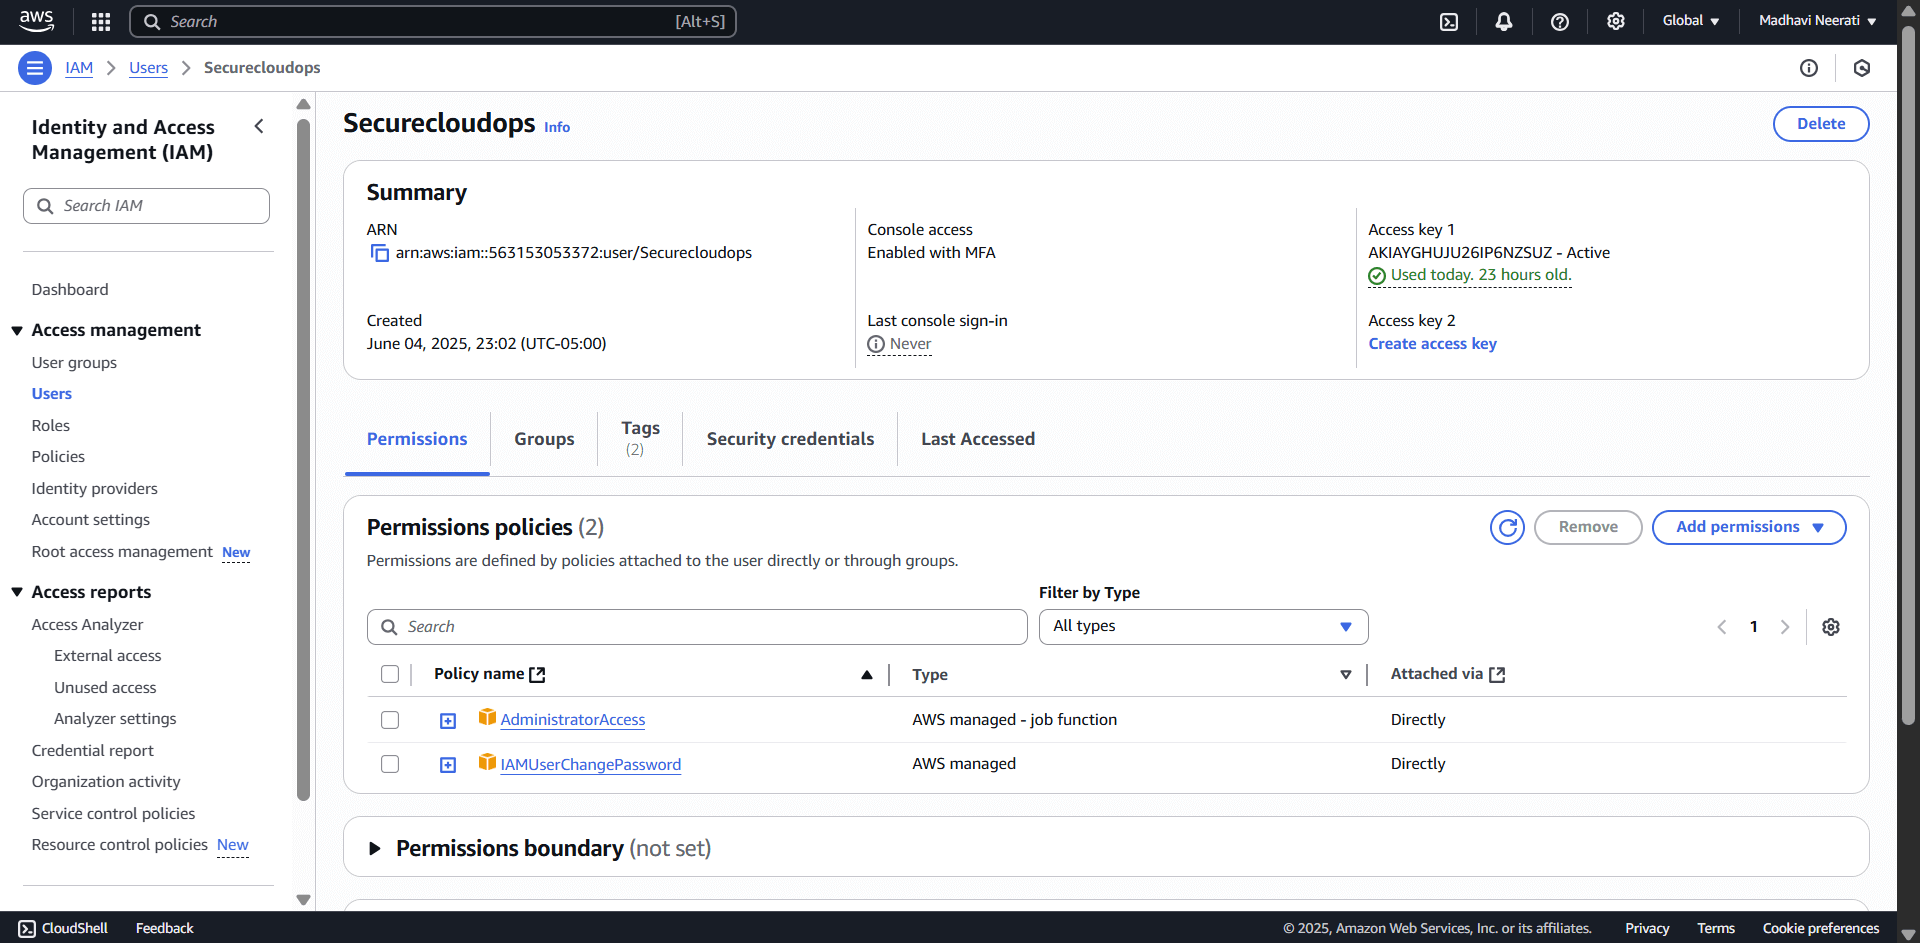 aws
Search
[Alt+S]
Global
Madhavi Neerati
IAM
Users
Securecloudops
Identity and Access
Management (IAM)
Search IAM
Dashboard
Access management
User groups
Users
Roles
Policies
Identity providers
Account settings
Root access management New
Access reports
Access Analyzer
External access
Unused access
Analyzer settings
Credential report
Organization activity
Service control policies
Resource control policies New
Securecloudops Info
Delete
Summary
ARN
arn:aws:iam::563153053372:user/Securecloudops
Created
June 04, 2025, 23:02 (UTC-05:00)
Console access
Enabled with MFA
Last console sign-in
Never
Access key 1
AKIAYGHUJU26IP6NZSUZ - Active
Used today. 23 hours old.
Access key 2
Create access key
Permissions
Groups
Tags
(2)
Security credentials
Last Accessed
Permissions policies (2)
Remove
Add permissions
Permissions are defined by policies attached to the user directly or through groups.
Filter by Type
Search
All types
1
Policy name
Type
Attached via
AdministratorAccess
AWS managed - job function
Directly
IAMUserChangePassword
AWS managed
Directly
Permissions boundary (not set)
CloudShell
Feedback
© 2025, Amazon Web Services, Inc. or its affiliates.
Privacy
Terms
Cookie preferences